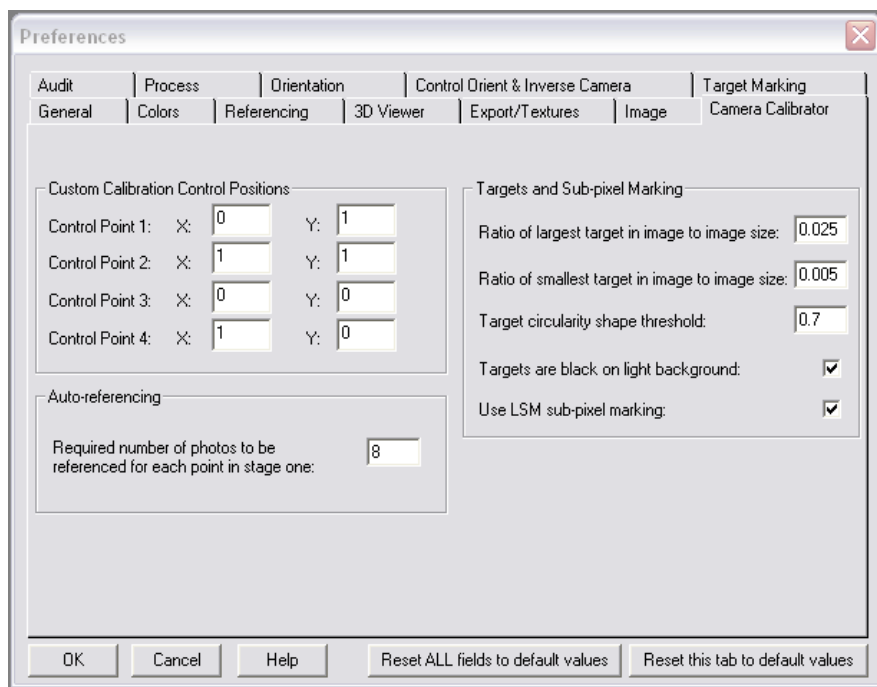 Preferences
Audit Process Orientation Control Orient & Inverse Camera Target Marking
General Colors Referencing 3D Viewer Export/Textures Image Camera Calibrator
Custom Calibration Control Positions
Control Point 1: X: 0 Y: 1
Control Point 2: X: 1 Y: 1
Control Point 3: X: 0 Y: 0
Control Point 4: X: 1 Y: 0
Auto-referencing
Required number of photos to be
referenced for each point in stage one: 8
Targets and Sub-pixel Marking
Ratio of largest target in image to image size: 0.025
Ratio of smallest target in image to image size: 0.005
Target circularity shape threshold: 0.7
Targets are black on light background:
Use LSM sub-pixel marking:
OK Cancel Help Reset ALL fields to default values Reset this tab to default values